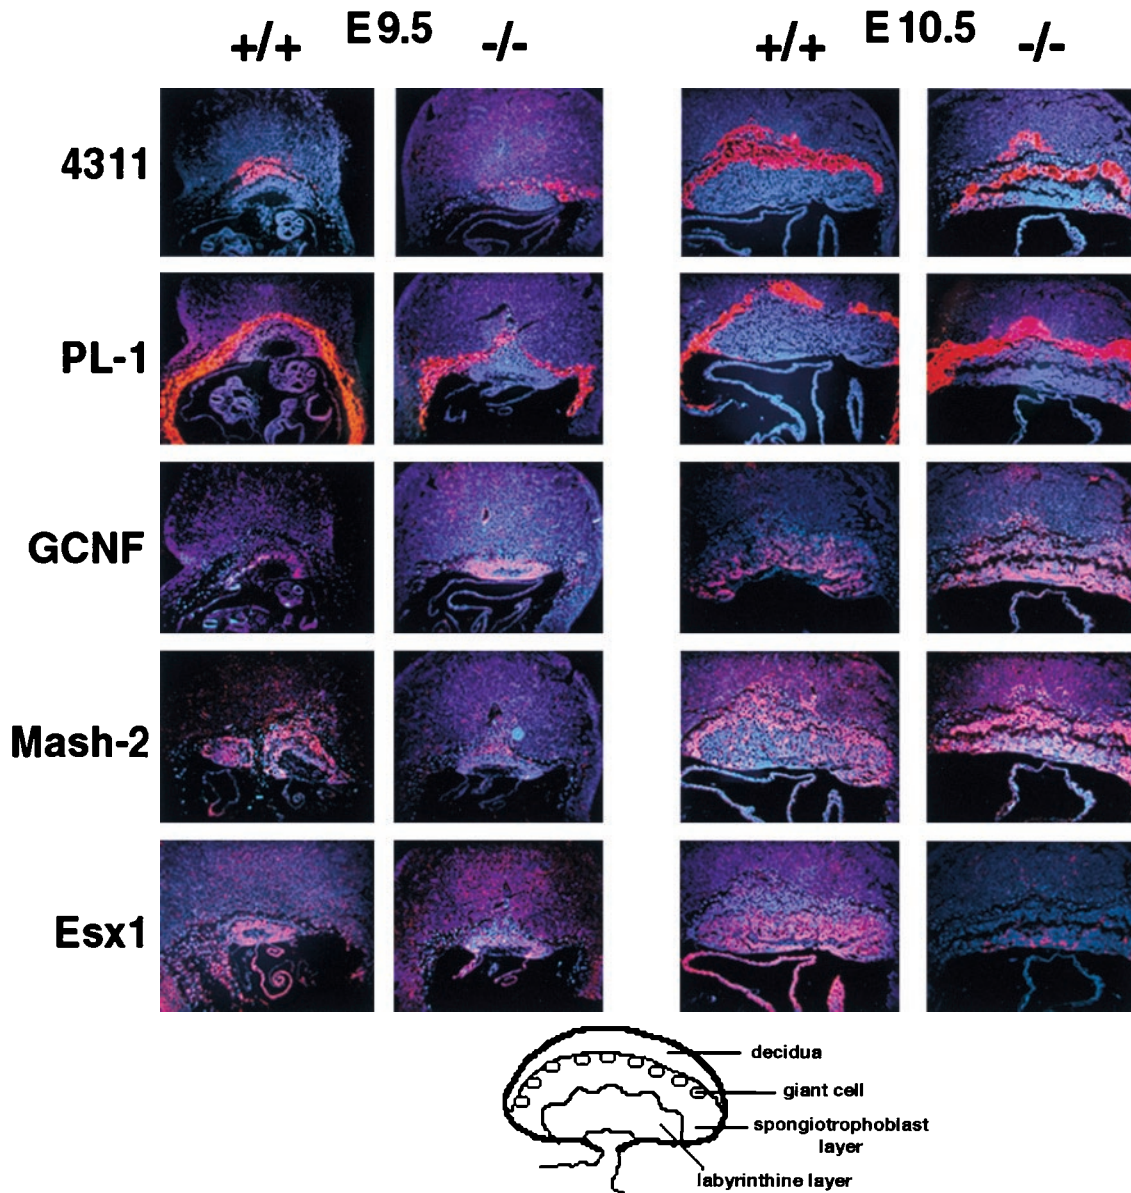 E 9.5
E 10.5
+/+
-/-
+/+
-/-
4311
PL-1
GCNF
Mash-2
Esx1
decidua
giant cell
spongiotrophoblast
layer
labyrinthine layer